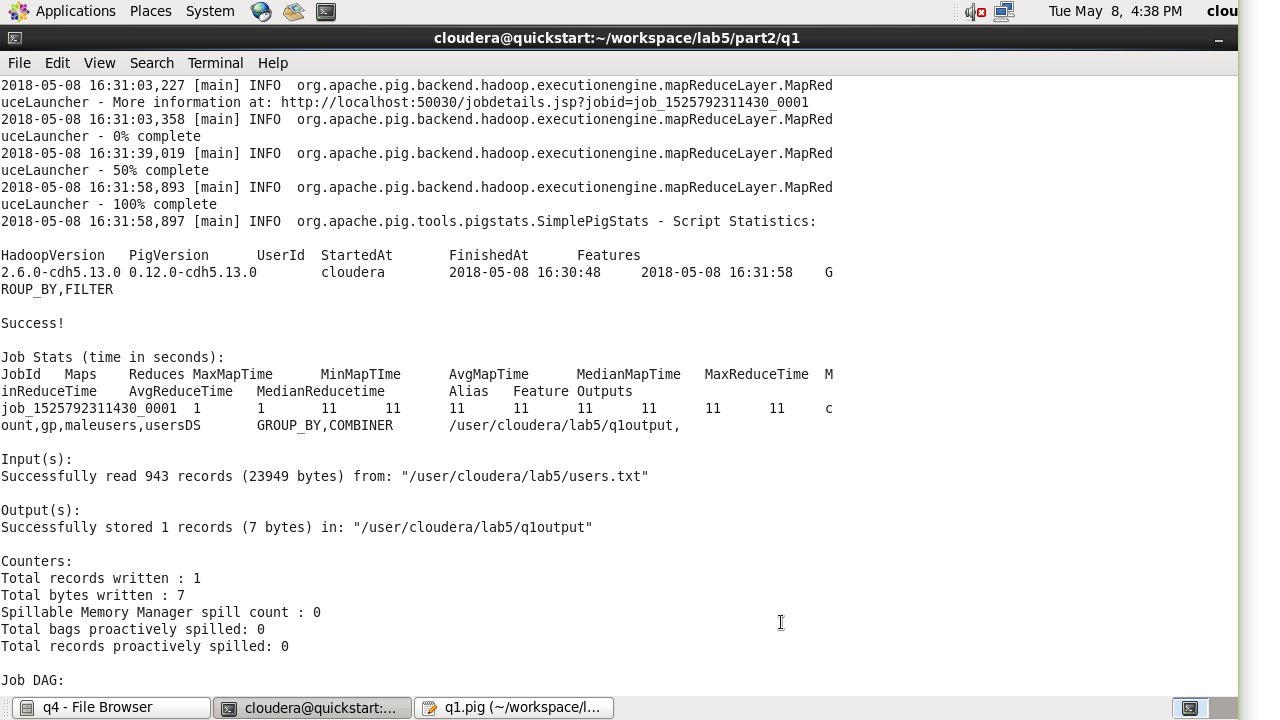 Applications Places System Tue May 8, 4:38 PM clou
cloudera@quickstart:~/workspace/lab5/part2/q1
File Edit View Search Terminal Help
2018-05-08 16:31:03,227 [main] INFO  org.apache.pig.backend.hadoop.executionengine.mapReduceLayer.MapRed
uceLauncher - More information at: http://localhost:50030/jobdetails.jsp?jobid=job_1525792311430_0001
2018-05-08 16:31:03,358 [main] INFO  org.apache.pig.backend.hadoop.executionengine.mapReduceLayer.MapRed
uceLauncher - 0% complete
2018-05-08 16:31:39,019 [main] INFO  org.apache.pig.backend.hadoop.executionengine.mapReduceLayer.MapRed
uceLauncher - 50% complete
2018-05-08 16:31:58,893 [main] INFO  org.apache.pig.backend.hadoop.executionengine.mapReduceLayer.MapRed
uceLauncher - 100% complete
2018-05-08 16:31:58,897 [main] INFO  org.apache.pig.tools.pigstats.SimplePigStats - Script Statistics:
HadoopVersion   PigVersion      UserId  StartedAt       FinishedAt      Features
2.6.0-cdh5.13.0 0.12.0-cdh5.13.0        cloudera        2018-05-08 16:30:48     2018-05-08 16:31:58    G
ROUP_BY,FILTER
Success!
Job Stats (time in seconds):
JobId   Maps    Reduces MaxMapTime      MinMapTIme      AvgMapTime      MedianMapTime   MaxReduceTime  M
inReduceTime    AvgReduceTime   MedianReducetime        Alias   Feature Outputs
job_1525792311430_0001  1       1       11      11      11      11      11      11      11      11     c
ount,gp,maleusers,usersDS       GROUP_BY,COMBINER       /user/cloudera/lab5/q1output,
Input(s):
Successfully read 943 records (23949 bytes) from: "/user/cloudera/lab5/users.txt"
Output(s):
Successfully stored 1 records (7 bytes) in: "/user/cloudera/lab5/q1output"
Counters:
Total records written : 1
Total bytes written : 7
Spillable Memory Manager spill count : 0
Total bags proactively spilled: 0
Total records proactively spilled: 0
Job DAG:
q4 - File Browser cloudera@quickstart:... q1.pig (~/workspace/l...